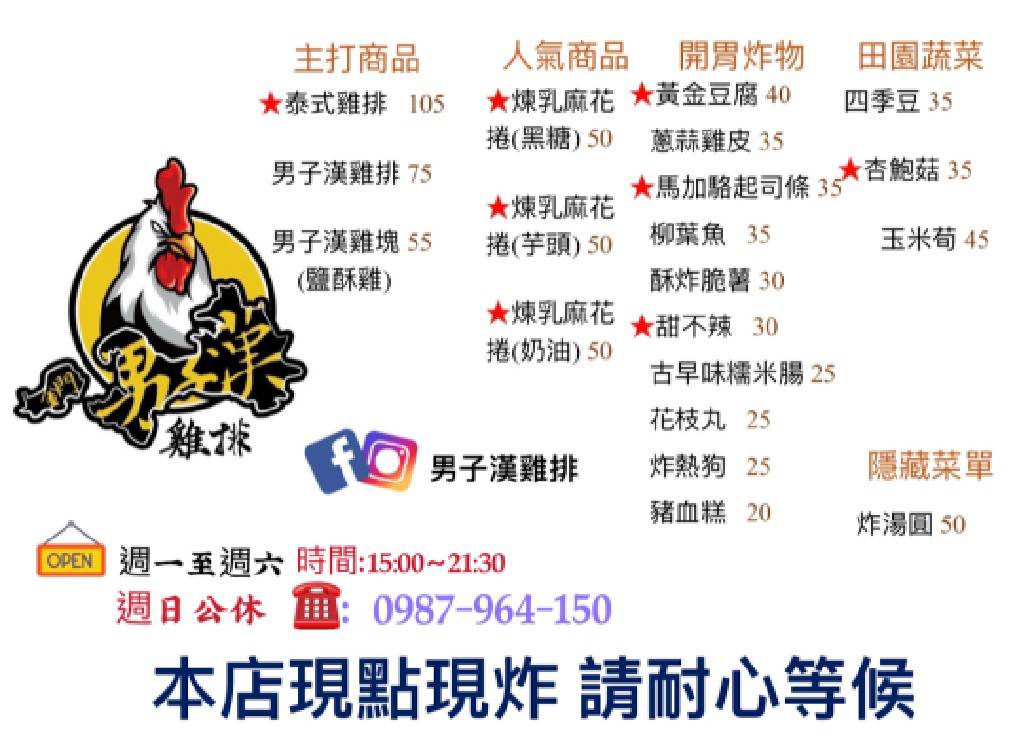 主打商品
★泰式雞排 105
男子漢雞排 75
男子漢雞塊 55
(鹽酥雞)
人氣商品
★煉乳麻花
捲(黑糖) 50
★煉乳麻花
捲(芋頭) 50
★煉乳麻花
捲(奶油) 50
開胃炸物
★黃金豆腐 40
蔥蒜雞皮 35
★馬加駱起司條 35
柳葉魚 35
酥炸脆薯 30
★甜不辣 30
古早味糯米腸 25
花枝丸 25
炸熱狗 25
豬血糕 20
田園蔬菜
四季豆 35
★杏鮑菇 35
玉米荀 45
隱藏菜單
炸湯圓 50
金門
男子漢
雞排
f 男子漢雞排
OPEN 週一至週六 時間:15:00~21:30
週日公休 ☎: 0987-964-150
本店現點現炸 請耐心等候